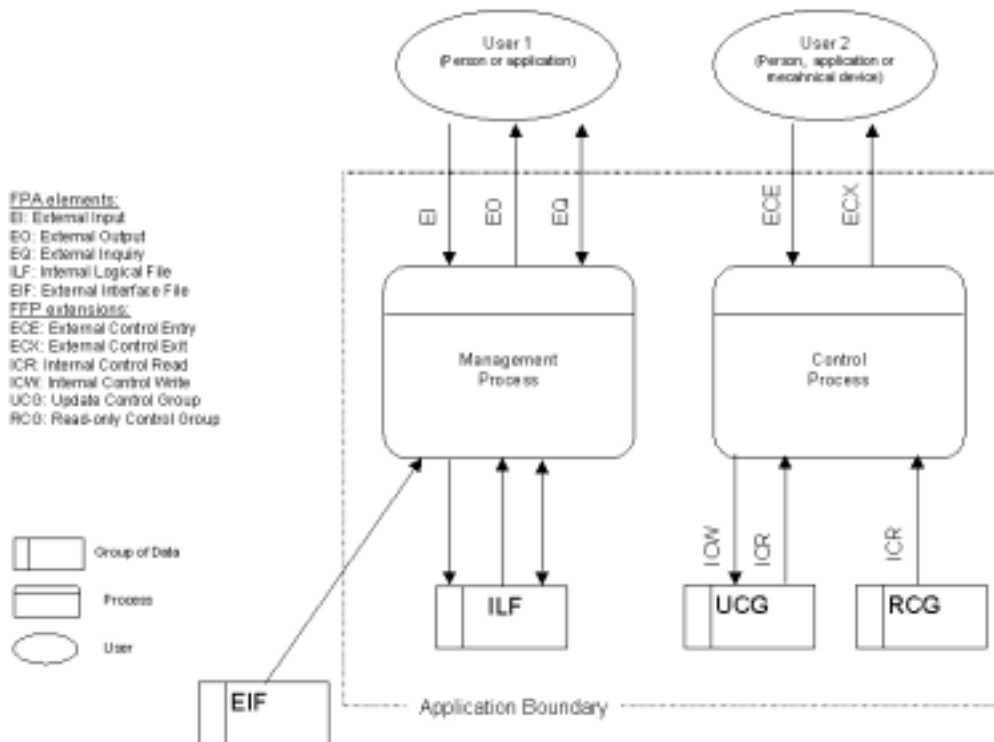 User 1
(Person or application)
User 2
(Person, application or
mecahnical device)
EI
EO
EQ
ECE
ECX
FPA elements:
EI: External Input
EO: External Output
EQ: External Inquiry
ILF: Internal Logical File
EIF: External Interface File
FFP extensions:
ECE: External Control Entry
ECX: External Control Exit
ICR: Internal Control Read
ICW: Internal Control Write
UCG: Update Control Group
RCG: Read-only Control Group
Management
Process
Control
Process
ICW
ICR
ICR
Group of Data
Process
User
ILF
UCG
RCG
EIF
Application Boundary